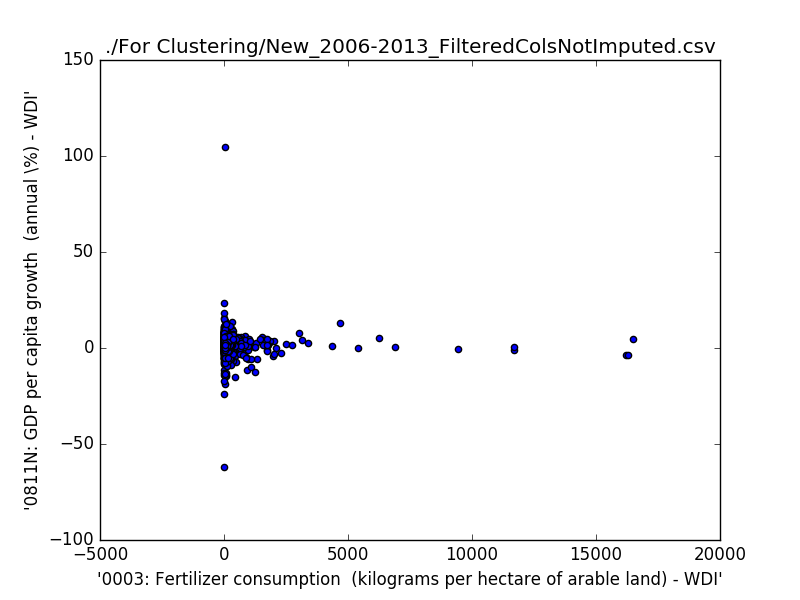 ./For Clustering/New_2006-2013_FilteredColsNotImputed.csv
150
100
50
0
−50
−100
−5000 0 5000 10000 15000 20000
'0811N: GDP per capita growth  (annual \%) - WDI'
'0003: Fertilizer consumption  (kilograms per hectare of arable land) - WDI'